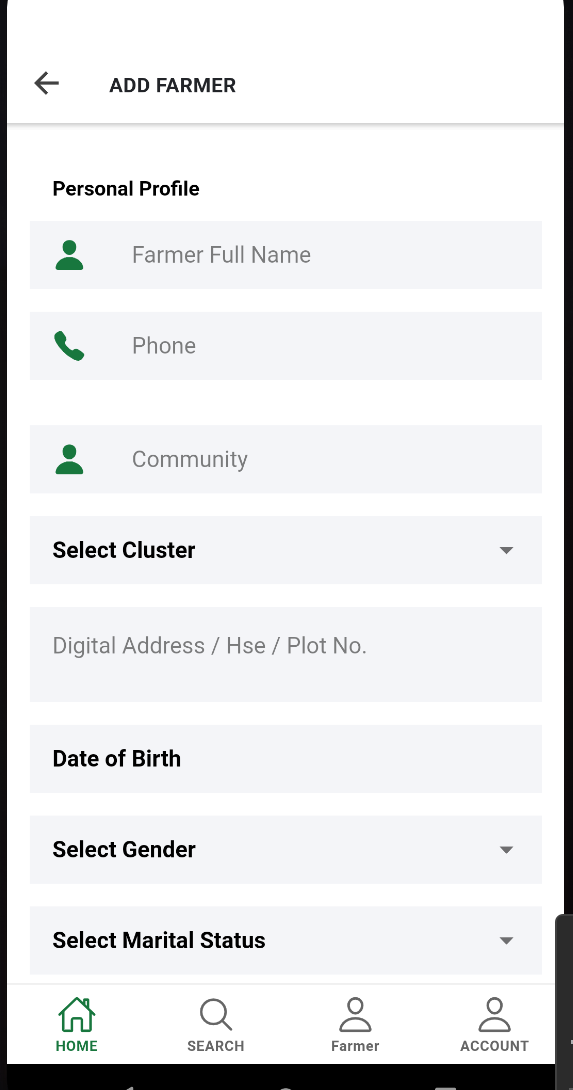 ADD FARMER
Personal Profile
Farmer Full Name
Phone
Community
Select Cluster
Digital Address / Hse / Plot No.
Date of Birth
Select Gender
Select Marital Status
HOME SEARCH Farmer ACCOUNT